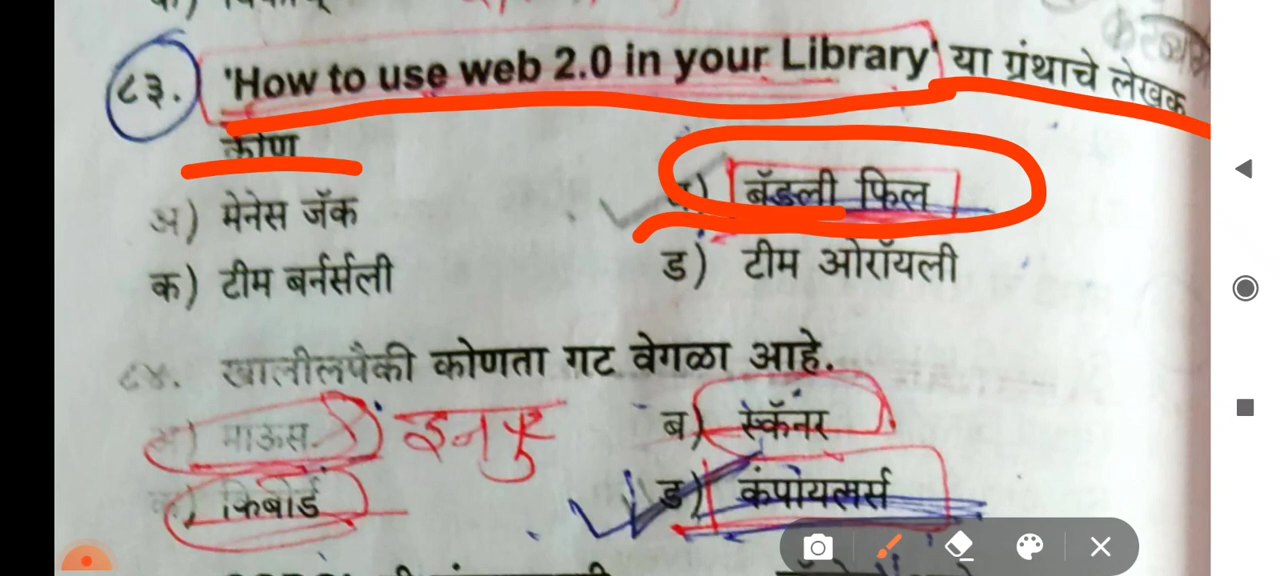 ८३. 'How to use web 2.0 in your Library' या ग्रंथाचे लेखक
कोण
अ) मेनेस जॅक ब) बॅडली फिल
क) टीम बर्नर्सली ड) टीम ओरॉयली
८४. खालीलपैकी कोणता गट वेगळा आहे.
अ) माऊस. इनपुट ब) स्कॅनर
क) किबोर्ड ड) कंपोयलर्स